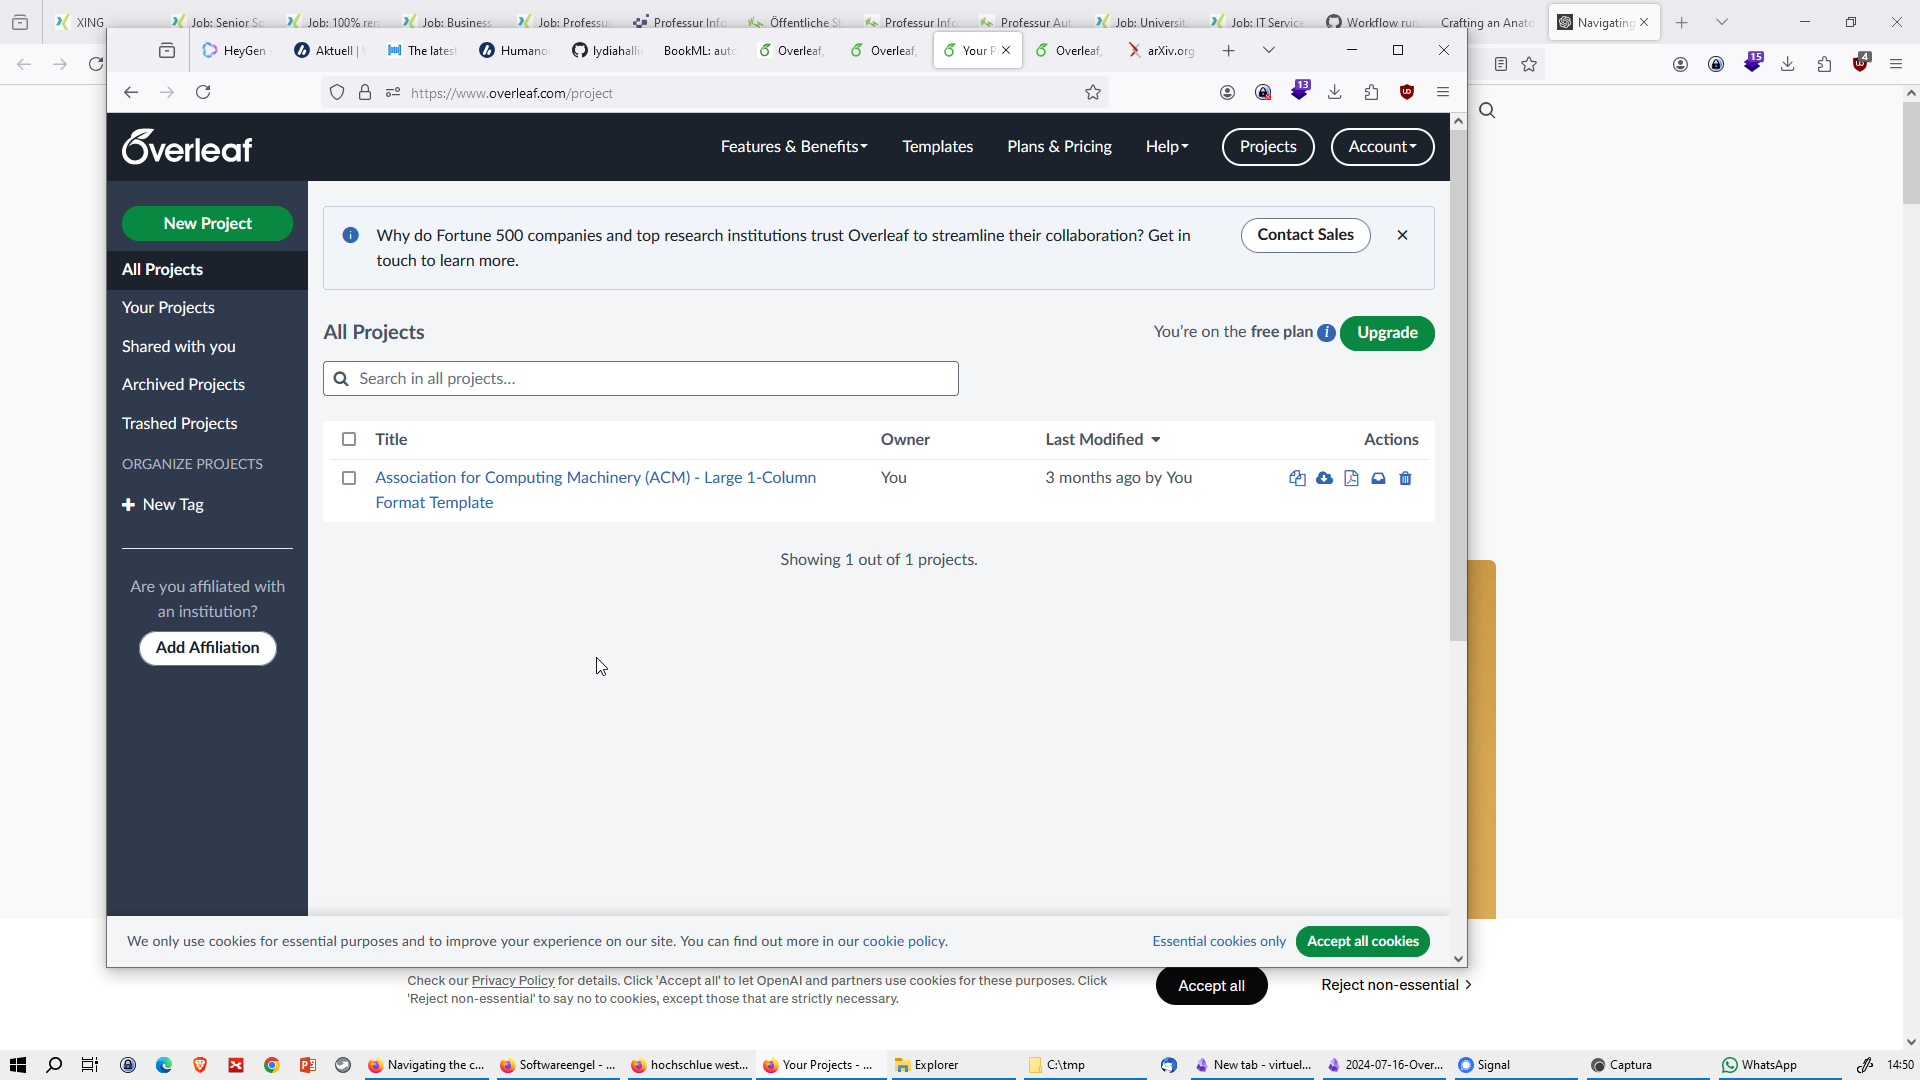 XING
Job: Senior So
Job: 100% re
Job: Business
Job: Professu
Professur Info
Öffentliche St
Professur Info
Professur Aut
Job: Universit
Job: IT Service
Workflow run
Crafting an Anato
Navigating
HeyGen
Aktuell |
The latest
Humanoi
lydiahalli
BookML: auto
Overleaf,
Overleaf,
Your P
Overleaf,
arXiv.org
https://www.overleaf.com/project
13
15
4
Overleaf
Features & Benefits
Templates
Plans & Pricing
Help
Projects
Account
New Project
All Projects
Your Projects
Shared with you
Archived Projects
Trashed Projects
ORGANIZE PROJECTS
New Tag
Are you affiliated with
an institution?
Add Affiliation
Why do Fortune 500 companies and top research institutions trust Overleaf to streamline their collaboration? Get in
touch to learn more.
Contact Sales
All Projects
You're on the free plan
Upgrade
Search in all projects...
Title
Owner
Last Modified
Actions
Association for Computing Machinery (ACM) - Large 1-Column
Format Template
You
3 months ago by You
Showing 1 out of 1 projects.
We only use cookies for essential purposes and to improve your experience on our site. You can find out more in our cookie policy.
Essential cookies only
Accept all cookies
Check our Privacy Policy for details. Click 'Accept all' to let OpenAI and partners use cookies for these purposes. Click
'Reject non-essential' to say no to cookies, except those that are strictly necessary.
Accept all
Reject non-essential
Navigating the c...
Softwareengel - ...
hochschlue west...
Your Projects - ...
Explorer
C:\tmp
New tab - virtuel...
2024-07-16-Over...
Signal
Captura
WhatsApp
14:50